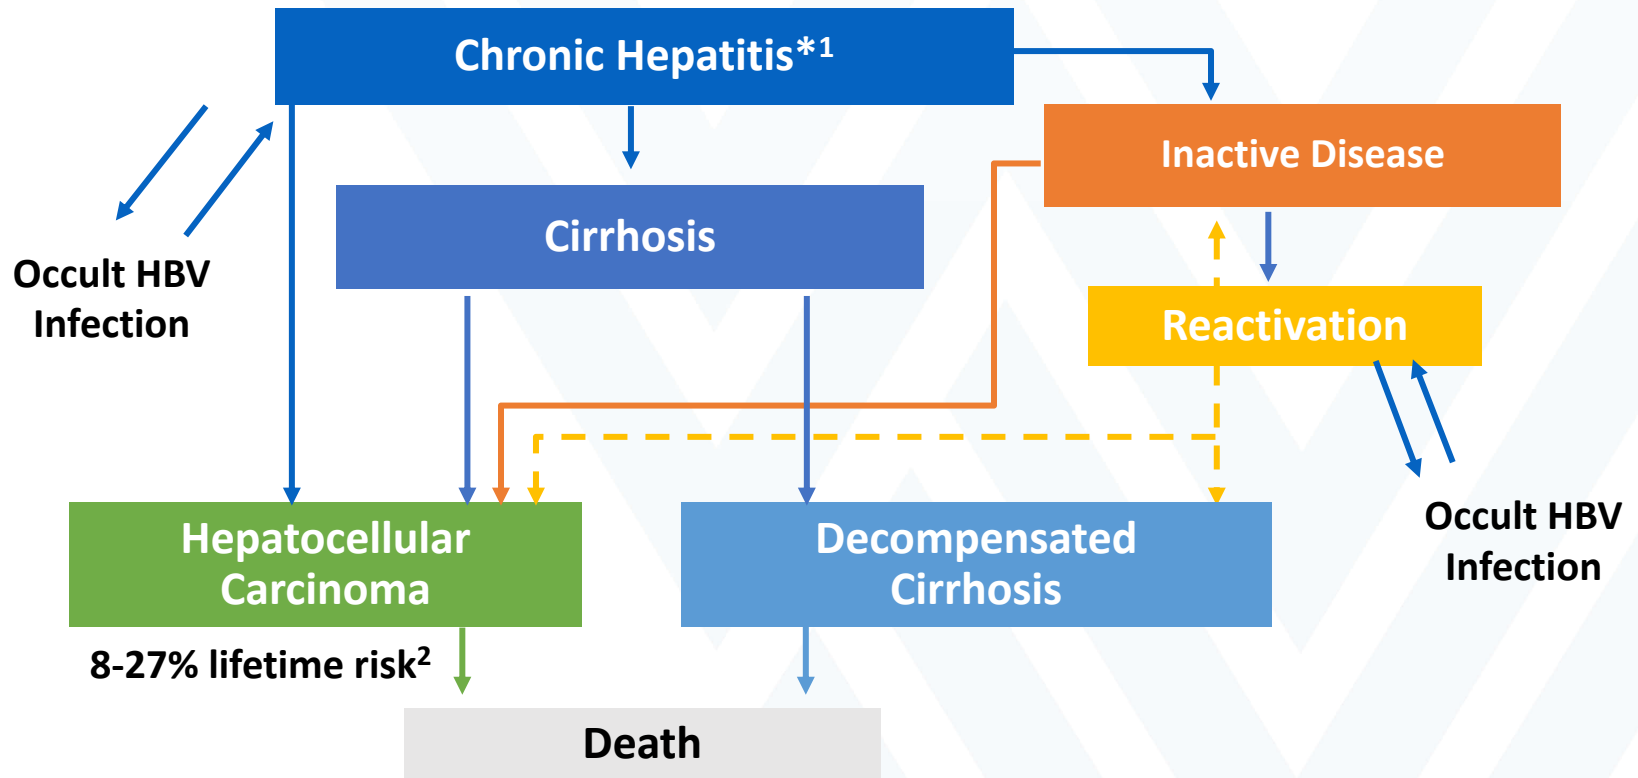 Chronic Hepatitis*1
Inactive Disease
Cirrhosis
Occult HBV
Infection
Reactivation
Hepatocellular
Carcinoma
Decompensated
Cirrhosis
Occult HBV
Infection
8-27% lifetime risk2
Death